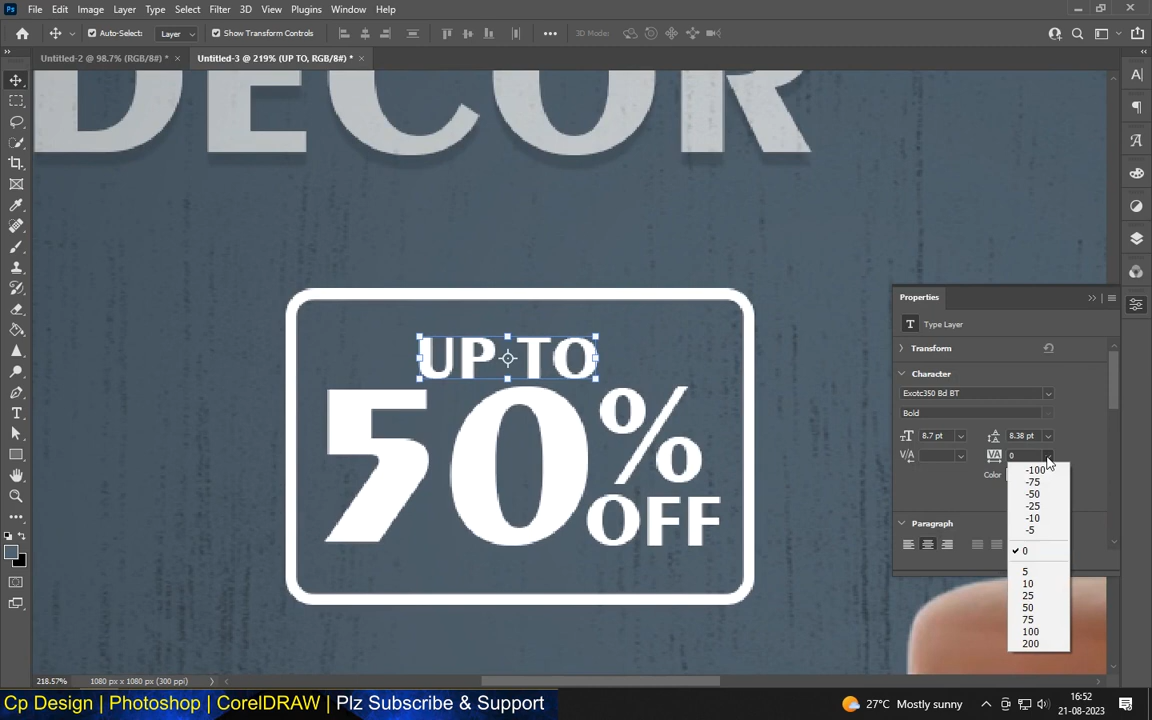 Ps File Edit Image Layer Type Select Filter 3D View Plugins Window Help
Auto-Select: Layer Show Transform Controls 3D Mode:
Untitled-2 @ 98.7% (RGB/8#) * × Untitled-3 @ 219% (UP TO, RGB/8#) * ×
DECOR
UP TO
50%
OFF
Properties
T Type Layer
Transform
Character
Exotc350 Bd BT
Bold
8.7 pt 8.38 pt
0
Color
-100
-75
-50
-25
-10
-5
0
5
10
25
50
75
100
200
Paragraph
218.57% 1080 px x 1080 px (300 ppi)
Cp Design | Photoshop | CorelDRAW | Plz Subscribe & Support
27°C Mostly sunny
16:52
21-08-2023